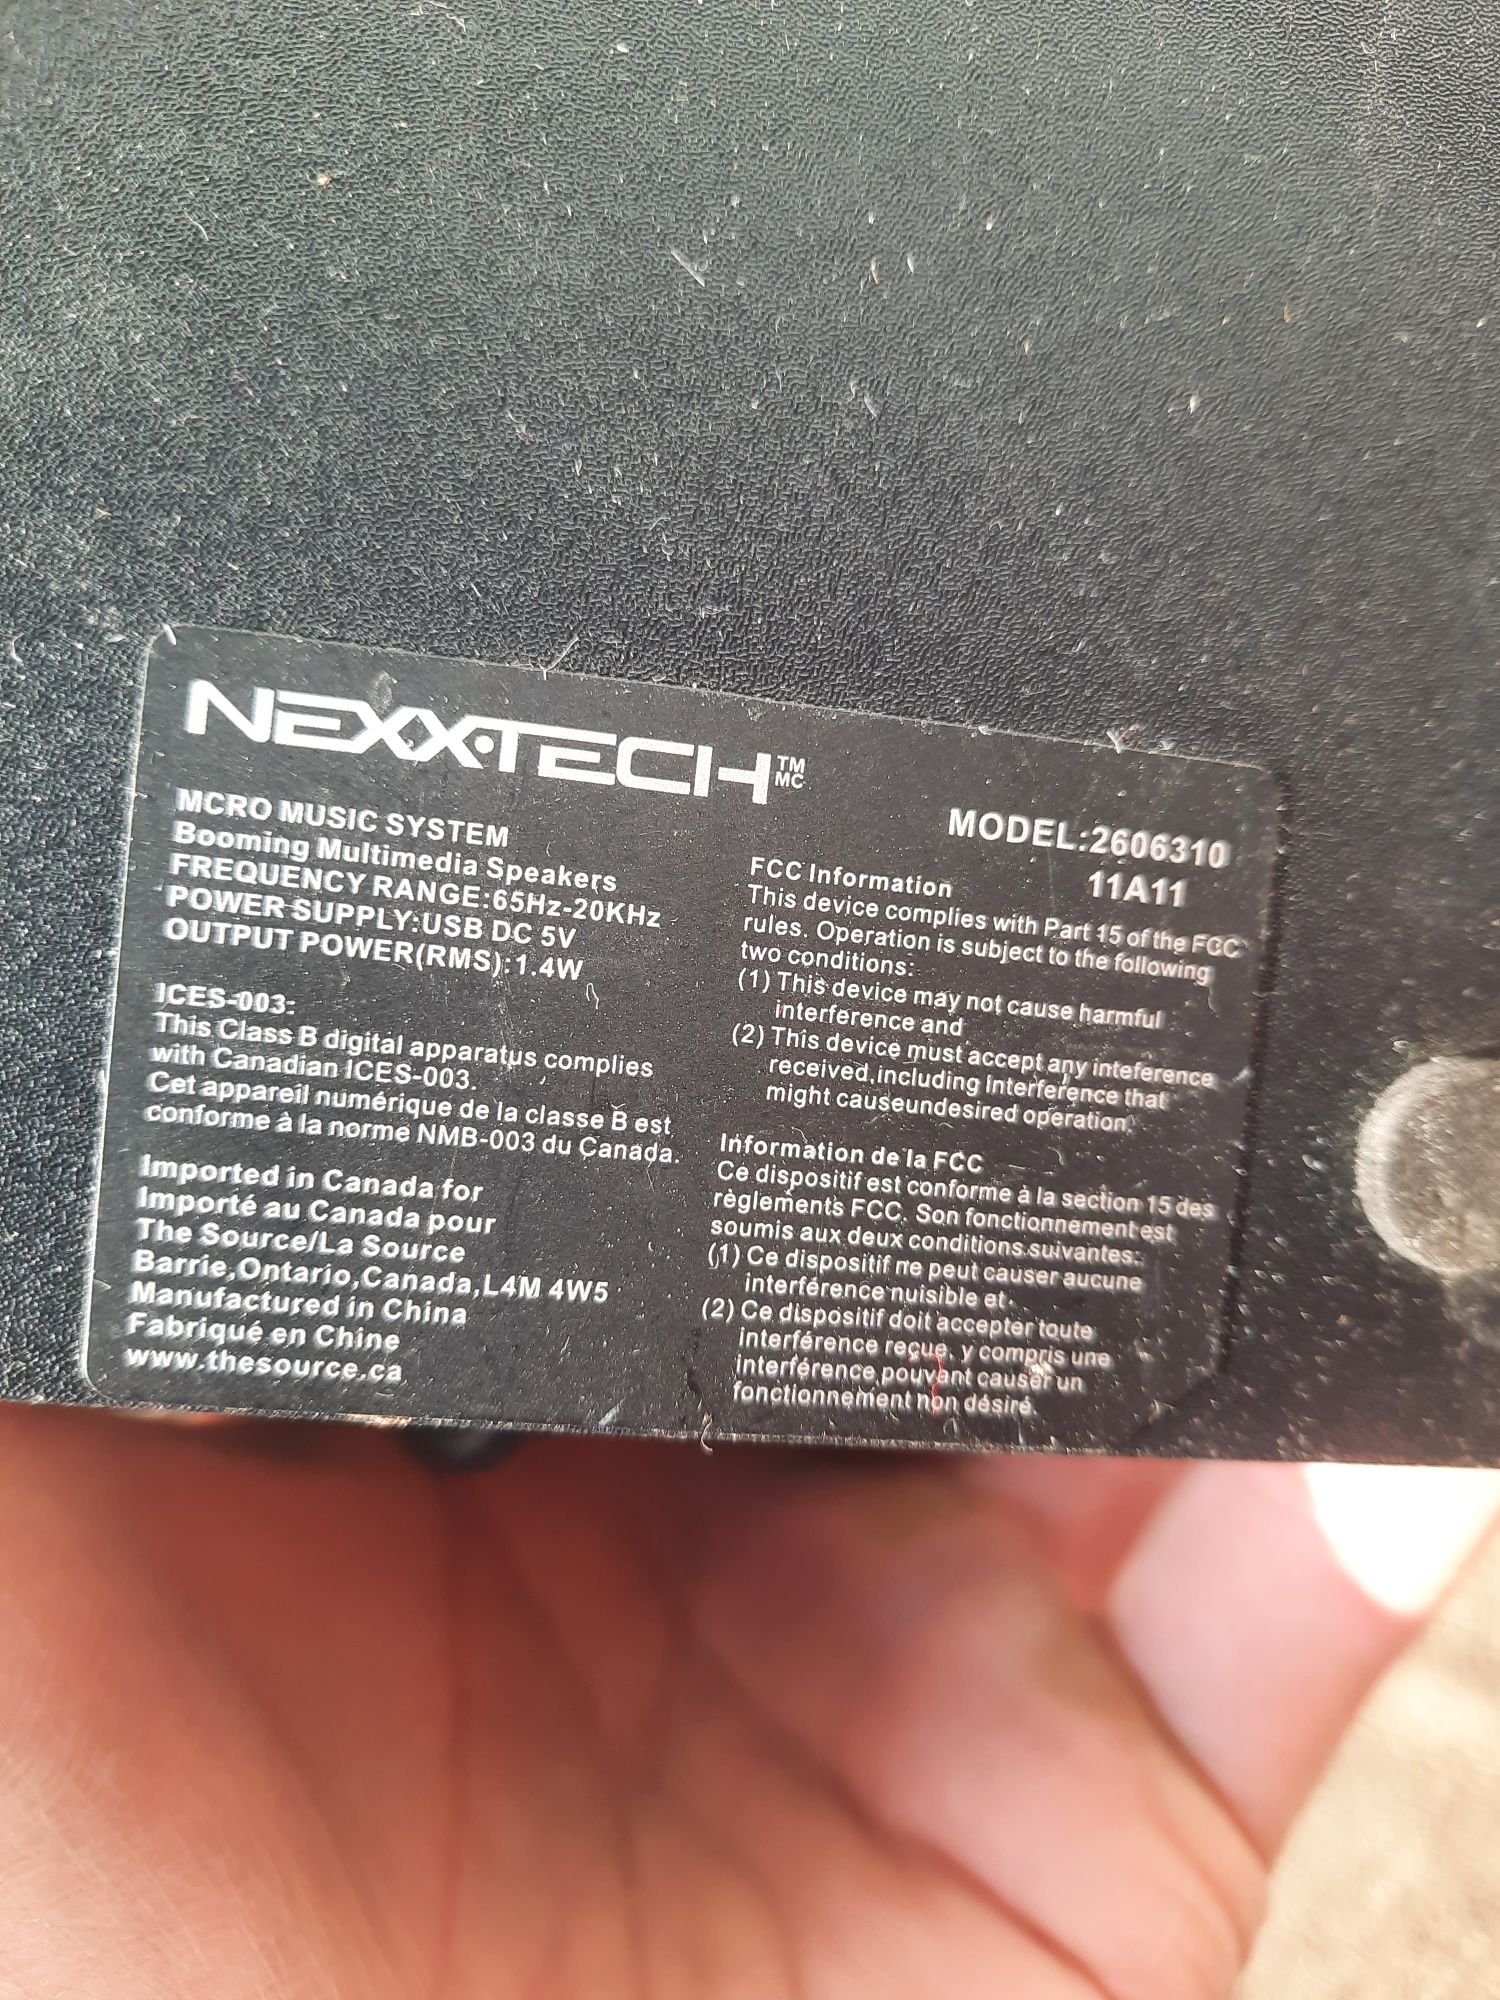 NEXXTECH TM MC
MCRO MUSIC SYSTEM
Booming Multimedia Speakers
FREQUENCY RANGE:65Hz-20KHz
POWER SUPPLY:USB DC 5V
OUTPUT POWER(RMS):1.4W
ICES-003:
This Class B digital apparatus complies
with Canadian ICES-003.
Cet appareil numérique de la classe B est
conforme à la norme NMB-003 du Canada.
Imported in Canada for
Importé au Canada pour
The Source/La Source
Barrie,Ontario,Canada,L4M 4W5
Manufactured in China
Fabriqué en Chine
www.thesource.ca
MODEL:2606310
11A11
FCC Information
This device complies with Part 15 of the FCC
rules. Operation is subject to the following
two conditions:
(1) This device may not cause harmful
interference and
(2) This device must accept any inteference
received,including Interference that
might causeundesired operation.
Information de la FCC
Ce dispositif est conforme à la section 15 des
règlements FCC. Son fonctionnement est
soumis aux deux conditions suivantes:
(1) Ce dispositif ne peut causer aucune
interférence nuisible et
(2) Ce dispositif doit accepter toute
interférence reçue, y compris une
interférence pouvant causer un
fonctionnement non désiré.